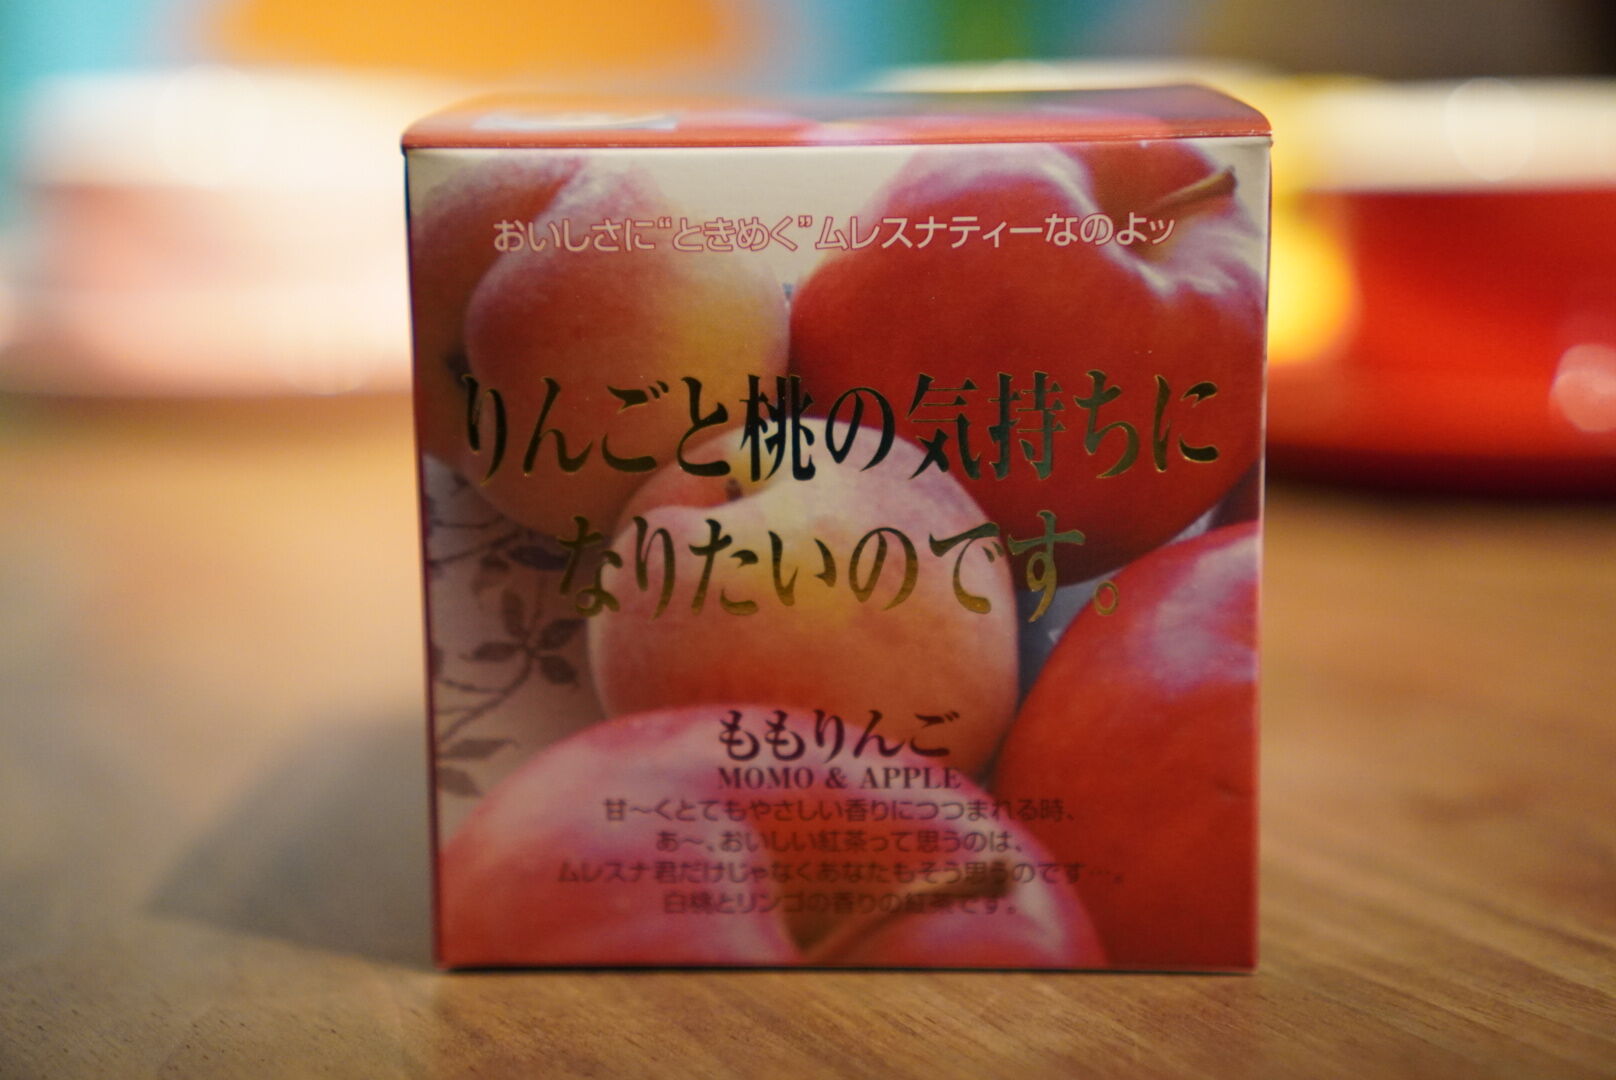 おいしさに“ときめく”ムレスナティーなのよッ
りんごと桃の気持ちに
なりたいのです。
ももりんご
MOMO & APPLE
甘〜くとてもやさしい香りにつつまれる時、
あ〜、おいしい紅茶って思うのは、
ムレスナ君だけじゃなくあなたもそう思うのです…。
白桃とリンゴの香りの紅茶です。